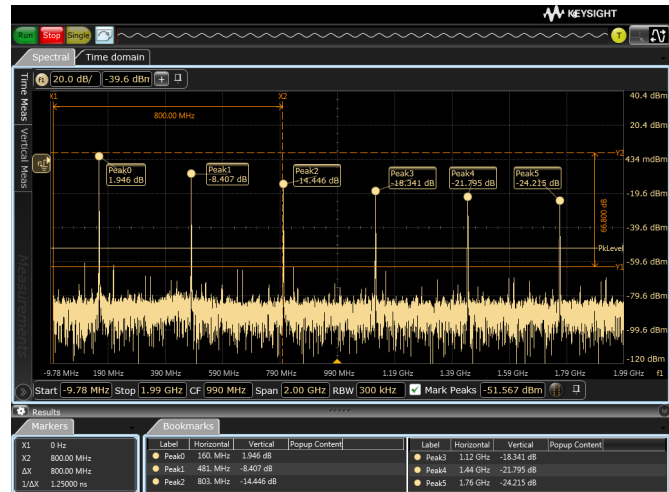 KEYSIGHT
Run Stop Single T
Spectral Time domain
Time Meas
Vertical Meas
Measurements
f1 20.0 dB/ -39.6 dBm +
X1 X2
800.00 MHz
40.4 dBm
20.4 dBm
Y2
434 mdBm
Peak0
1.946 dB
Peak1
-8.407 dB
Peak2
-14.446 dB
Peak3
-18.341 dB
Peak4
-21.795 dB
Peak5
-24.215 dB
-19.6 dBm
66.800 dB
-39.6 dBm
PkLevel
-59.6 dBm
Y1
-79.6 dBm
-99.6 dBm
-120 dBm
-9.78 MHz 190 MHz 390 MHz 590 MHz 790 MHz 990 MHz 1.19 GHz 1.39 GHz 1.59 GHz 1.79 GHz 1.99 GHz f1
Start -9.78 MHz Stop 1.99 GHz CF 990 MHz Span 2.00 GHz RBW 300 kHz Mark Peaks -51.567 dBm
Results
Markers Bookmarks
X1 0 Hz
X2 800.00 MHz
ΔX 800.00 MHz
1/ΔX 1.25000 ns
Label Horizontal Vertical Popup Content
Peak0 160. MHz 1.946 dB
Peak1 481. MHz -8.407 dB
Peak2 803. MHz -14.446 dB
Label Horizontal Vertical Popup Content
Peak3 1.12 GHz -18.341 dB
Peak4 1.44 GHz -21.795 dB
Peak5 1.76 GHz -24.215 dB